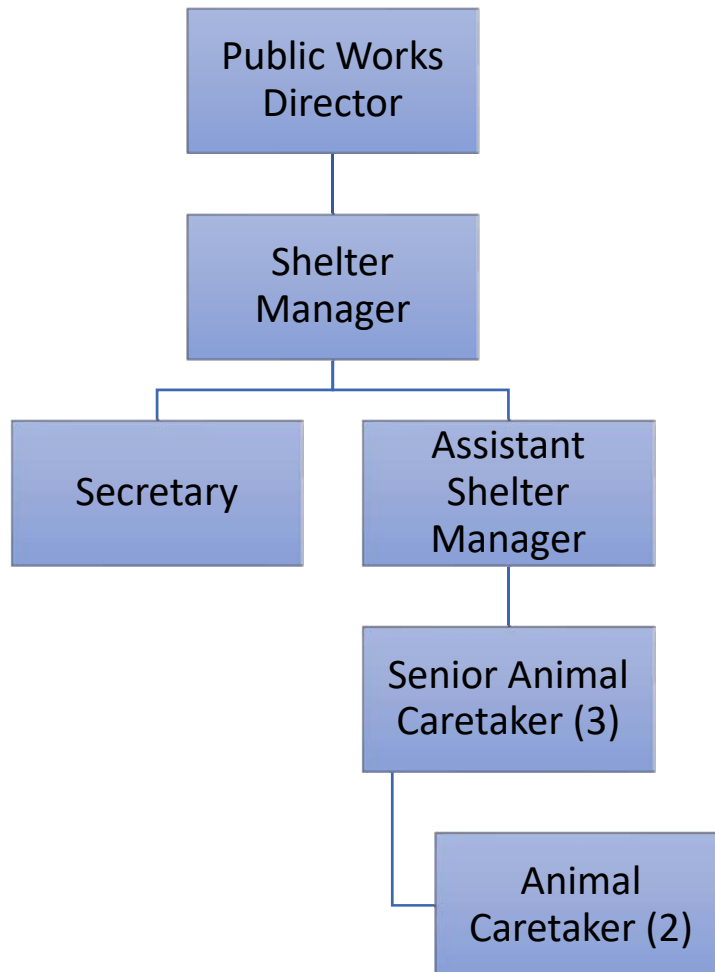 Public Works
Director
Shelter
Manager
Secretary
Assistant
Shelter
Manager
Senior Animal
Caretaker (3)
Animal
Caretaker (2)